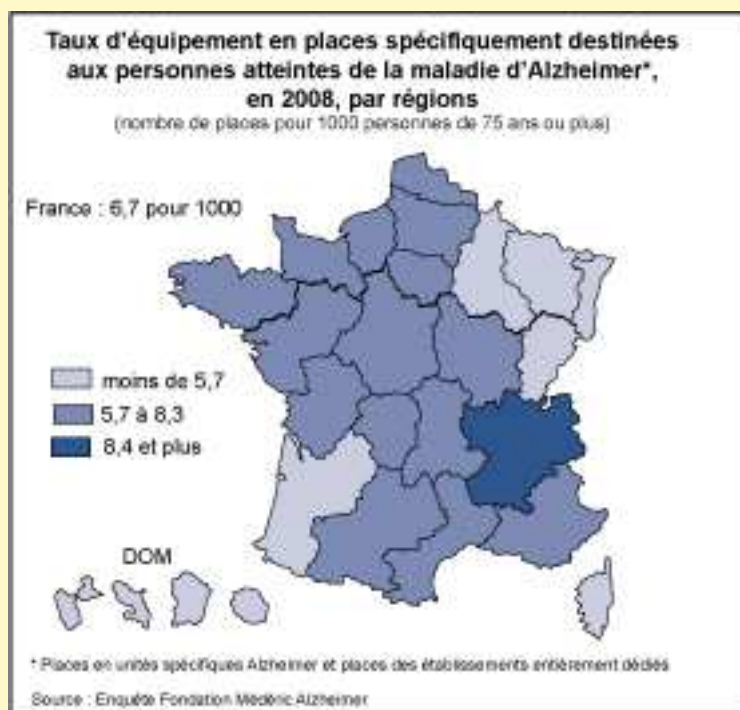 Taux d'équipement en places spécifiquement destinées
aux personnes atteintes de la maladie d'Alzheimer*,
en 2008, par régions
(nombre de places pour 1000 personnes de 75 ans ou plus)
France : 6,7 pour 1000
moins de 5,7
5,7 à 8,3
8,4 et plus
DOM
* Places en unités spécifiques Alzheimer et places des établissements entièrement dédiés
Source : Enquête Fondation Médéric Alzheimer